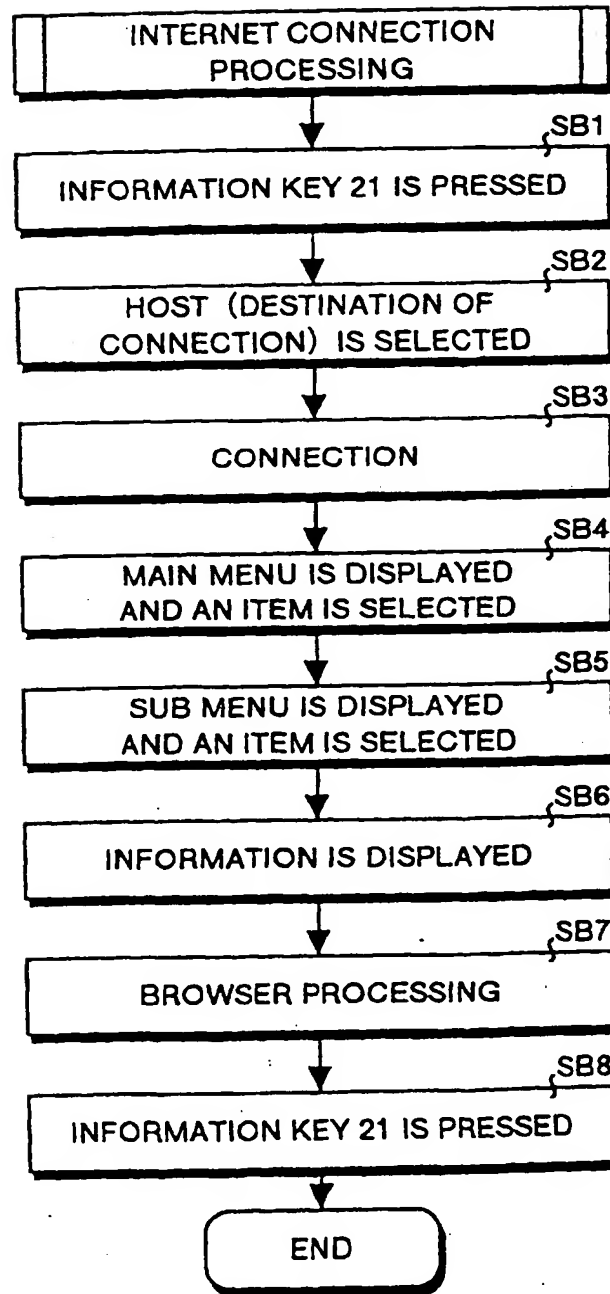 INTERNET CONNECTION
PROCESSING
SB1
INFORMATION KEY 21 IS PRESSED
SB2
HOST (DESTINATION OF
CONNECTION) IS SELECTED
SB3
CONNECTION
SB4
MAIN MENU IS DISPLAYED
AND AN ITEM IS SELECTED
SB5
SUB MENU IS DISPLAYED
AND AN ITEM IS SELECTED
SB6
INFORMATION IS DISPLAYED
SB7
BROWSER PROCESSING
SB8
INFORMATION KEY 21 IS PRESSED
END